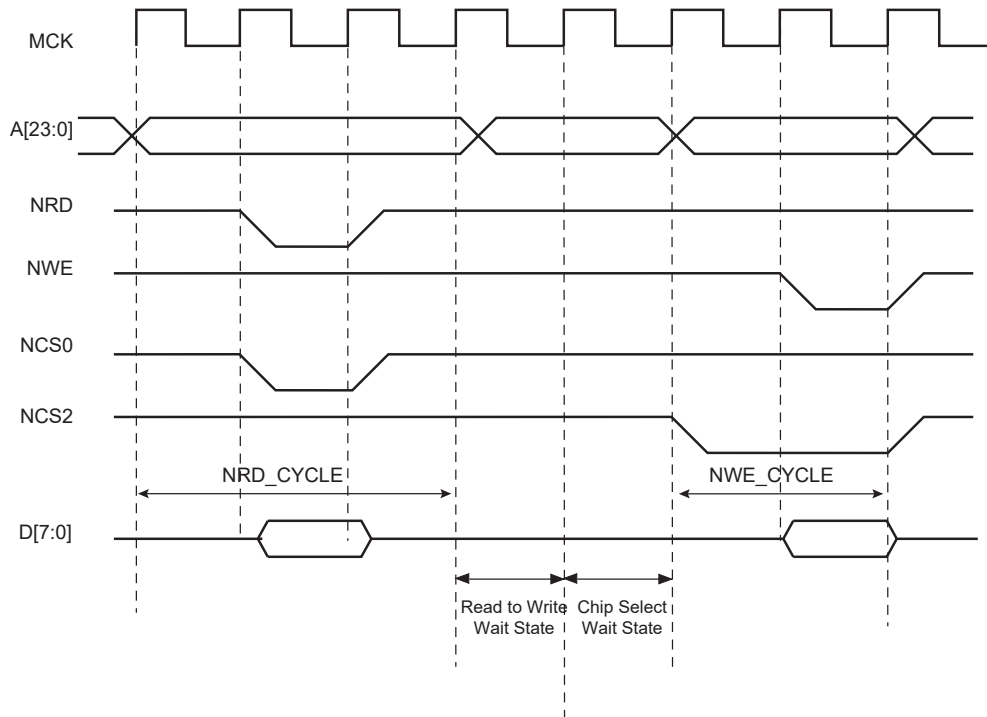 MCK
A[23:0]
NRD
NWE
NCS0
NCS2
NRD_CYCLE
NWE_CYCLE
D[7:0]
Read to Write
Wait State
Chip Select
Wait State